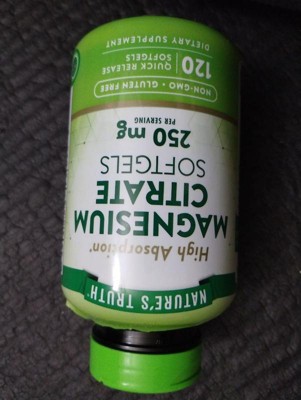 NATURE'S TRUTH
High Absorption*
MAGNESIUM
CITRATE
SOFTGELS
250 mg
PER SERVING
NON-GMO • GLUTEN FREE
120 QUICK RELEASE
SOFTGELS
DIETARY SUPPLEMENT